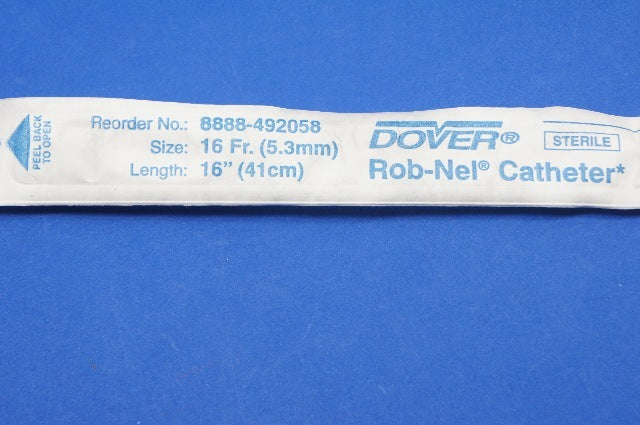 PEEL BACK
TO OPEN
Reorder No.: 8888-492058
Size: 16 Fr. (5.3mm)
Length: 16" (41cm)
DOVER®
STERILE
Rob-Nel® Catheter*